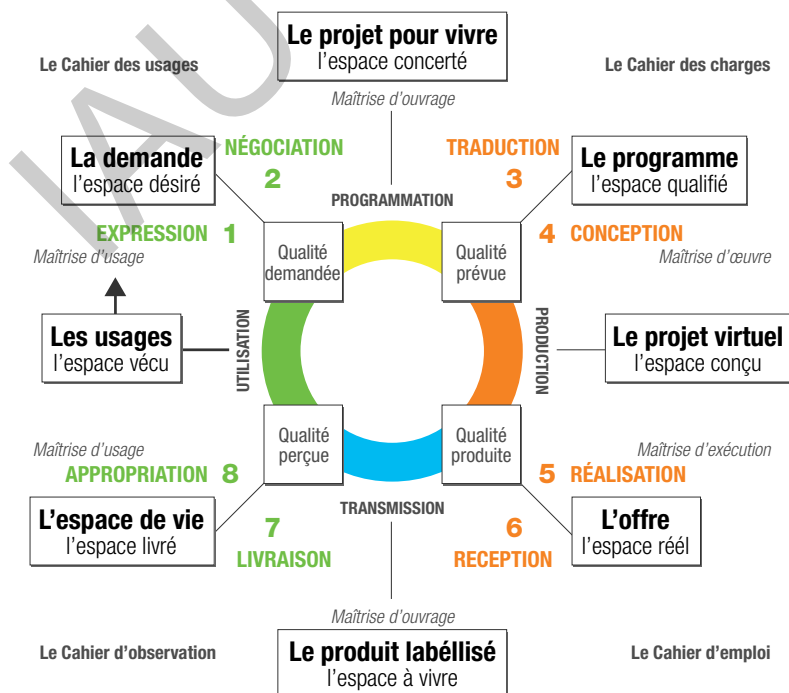 IAU
Le projet pour vivre
l'espace concerté
Le Cahier des usages
Le Cahier des charges
Maîtrise d'ouvrage
NÉGOCIATION
2
TRADUCTION
3
La demande
l'espace désiré
Le programme
l'espace qualifié
PROGRAMMATION
EXPRESSION 1
4 CONCEPTION
Qualité
demandée
Qualité
prévue
Maîtrise d'usage
Maîtrise d'œuvre
Les usages
l'espace vécu
UTILISATION
PRODUCTION
Le projet virtuel
l'espace conçu
Qualité
perçue
Qualité
produite
Maîtrise d'usage
Maîtrise d'exécution
APPROPRIATION 8
5 RÉALISATION
L'espace de vie
l'espace livré
TRANSMISSION
L'offre
l'espace réél
7
LIVRAISON
6
RECEPTION
Maîtrise d'ouvrage
Le Cahier d'observation
Le produit labéllisé
l'espace à vivre
Le Cahier d'emploi